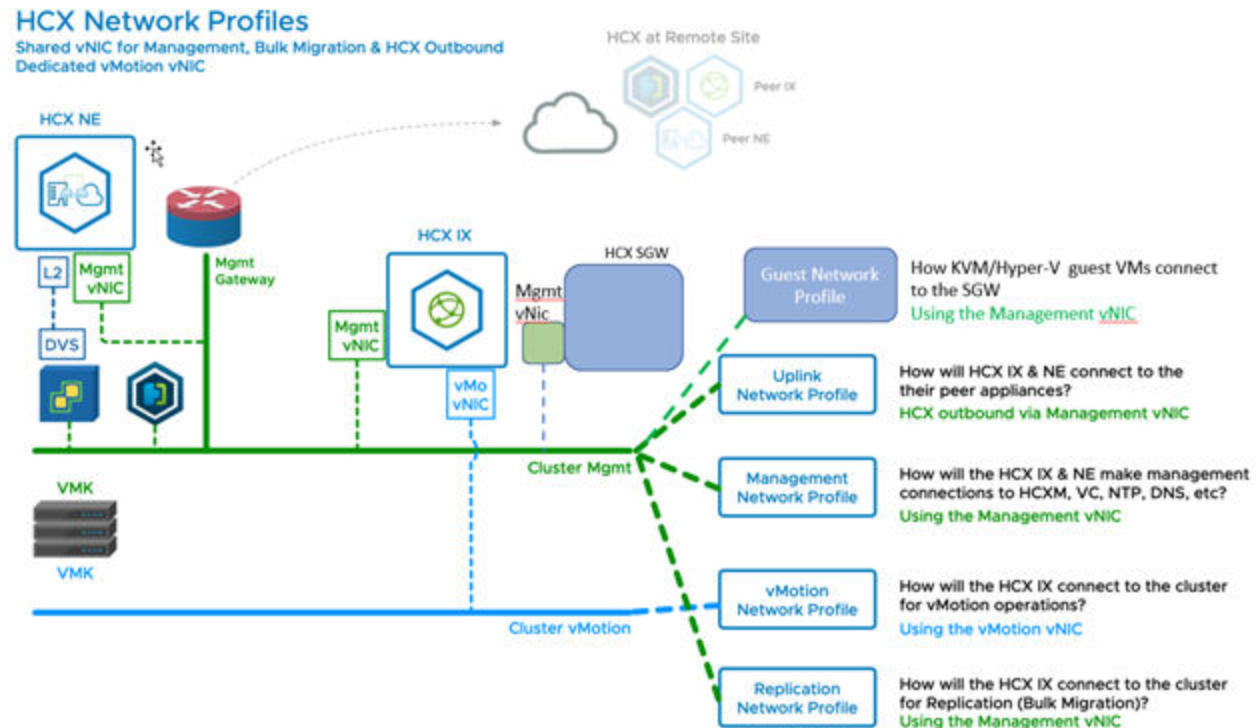 HCX Network Profiles
Shared vNIC for Management, Bulk Migration & HCX Outbound
Dedicated vMotion vNIC
HCX at Remote Site
Peer IX
Peer NE
HCX NE
L2
Mgmt
vNIC
DVS
Mgmt
Gateway
HCX IX
Mgmt
vNIC
vMo
vNIC
HCX SGW
Mgmt
vNic
Cluster Mgmt
VMK
VMK
Cluster vMotion
Guest Network
Profile
How KVM/Hyper-V guest VMs connect
to the SGW
Using the Management vNIC
Uplink
Network Profile
How will HCX IX & NE connect to the
their peer appliances?
HCX outbound via Management vNIC
Management
Network Profile
How will the HCX IX & NE make management
connections to HCXM, VC, NTP, DNS, etc?
Using the Management vNIC
vMotion
Network Profile
How will the HCX IX connect to the cluster
for vMotion operations?
Using the vMotion vNIC
Replication
Network Profile
How will the HCX IX connect to the cluster
for Replication (Bulk Migration)?
Using the Management vNIC